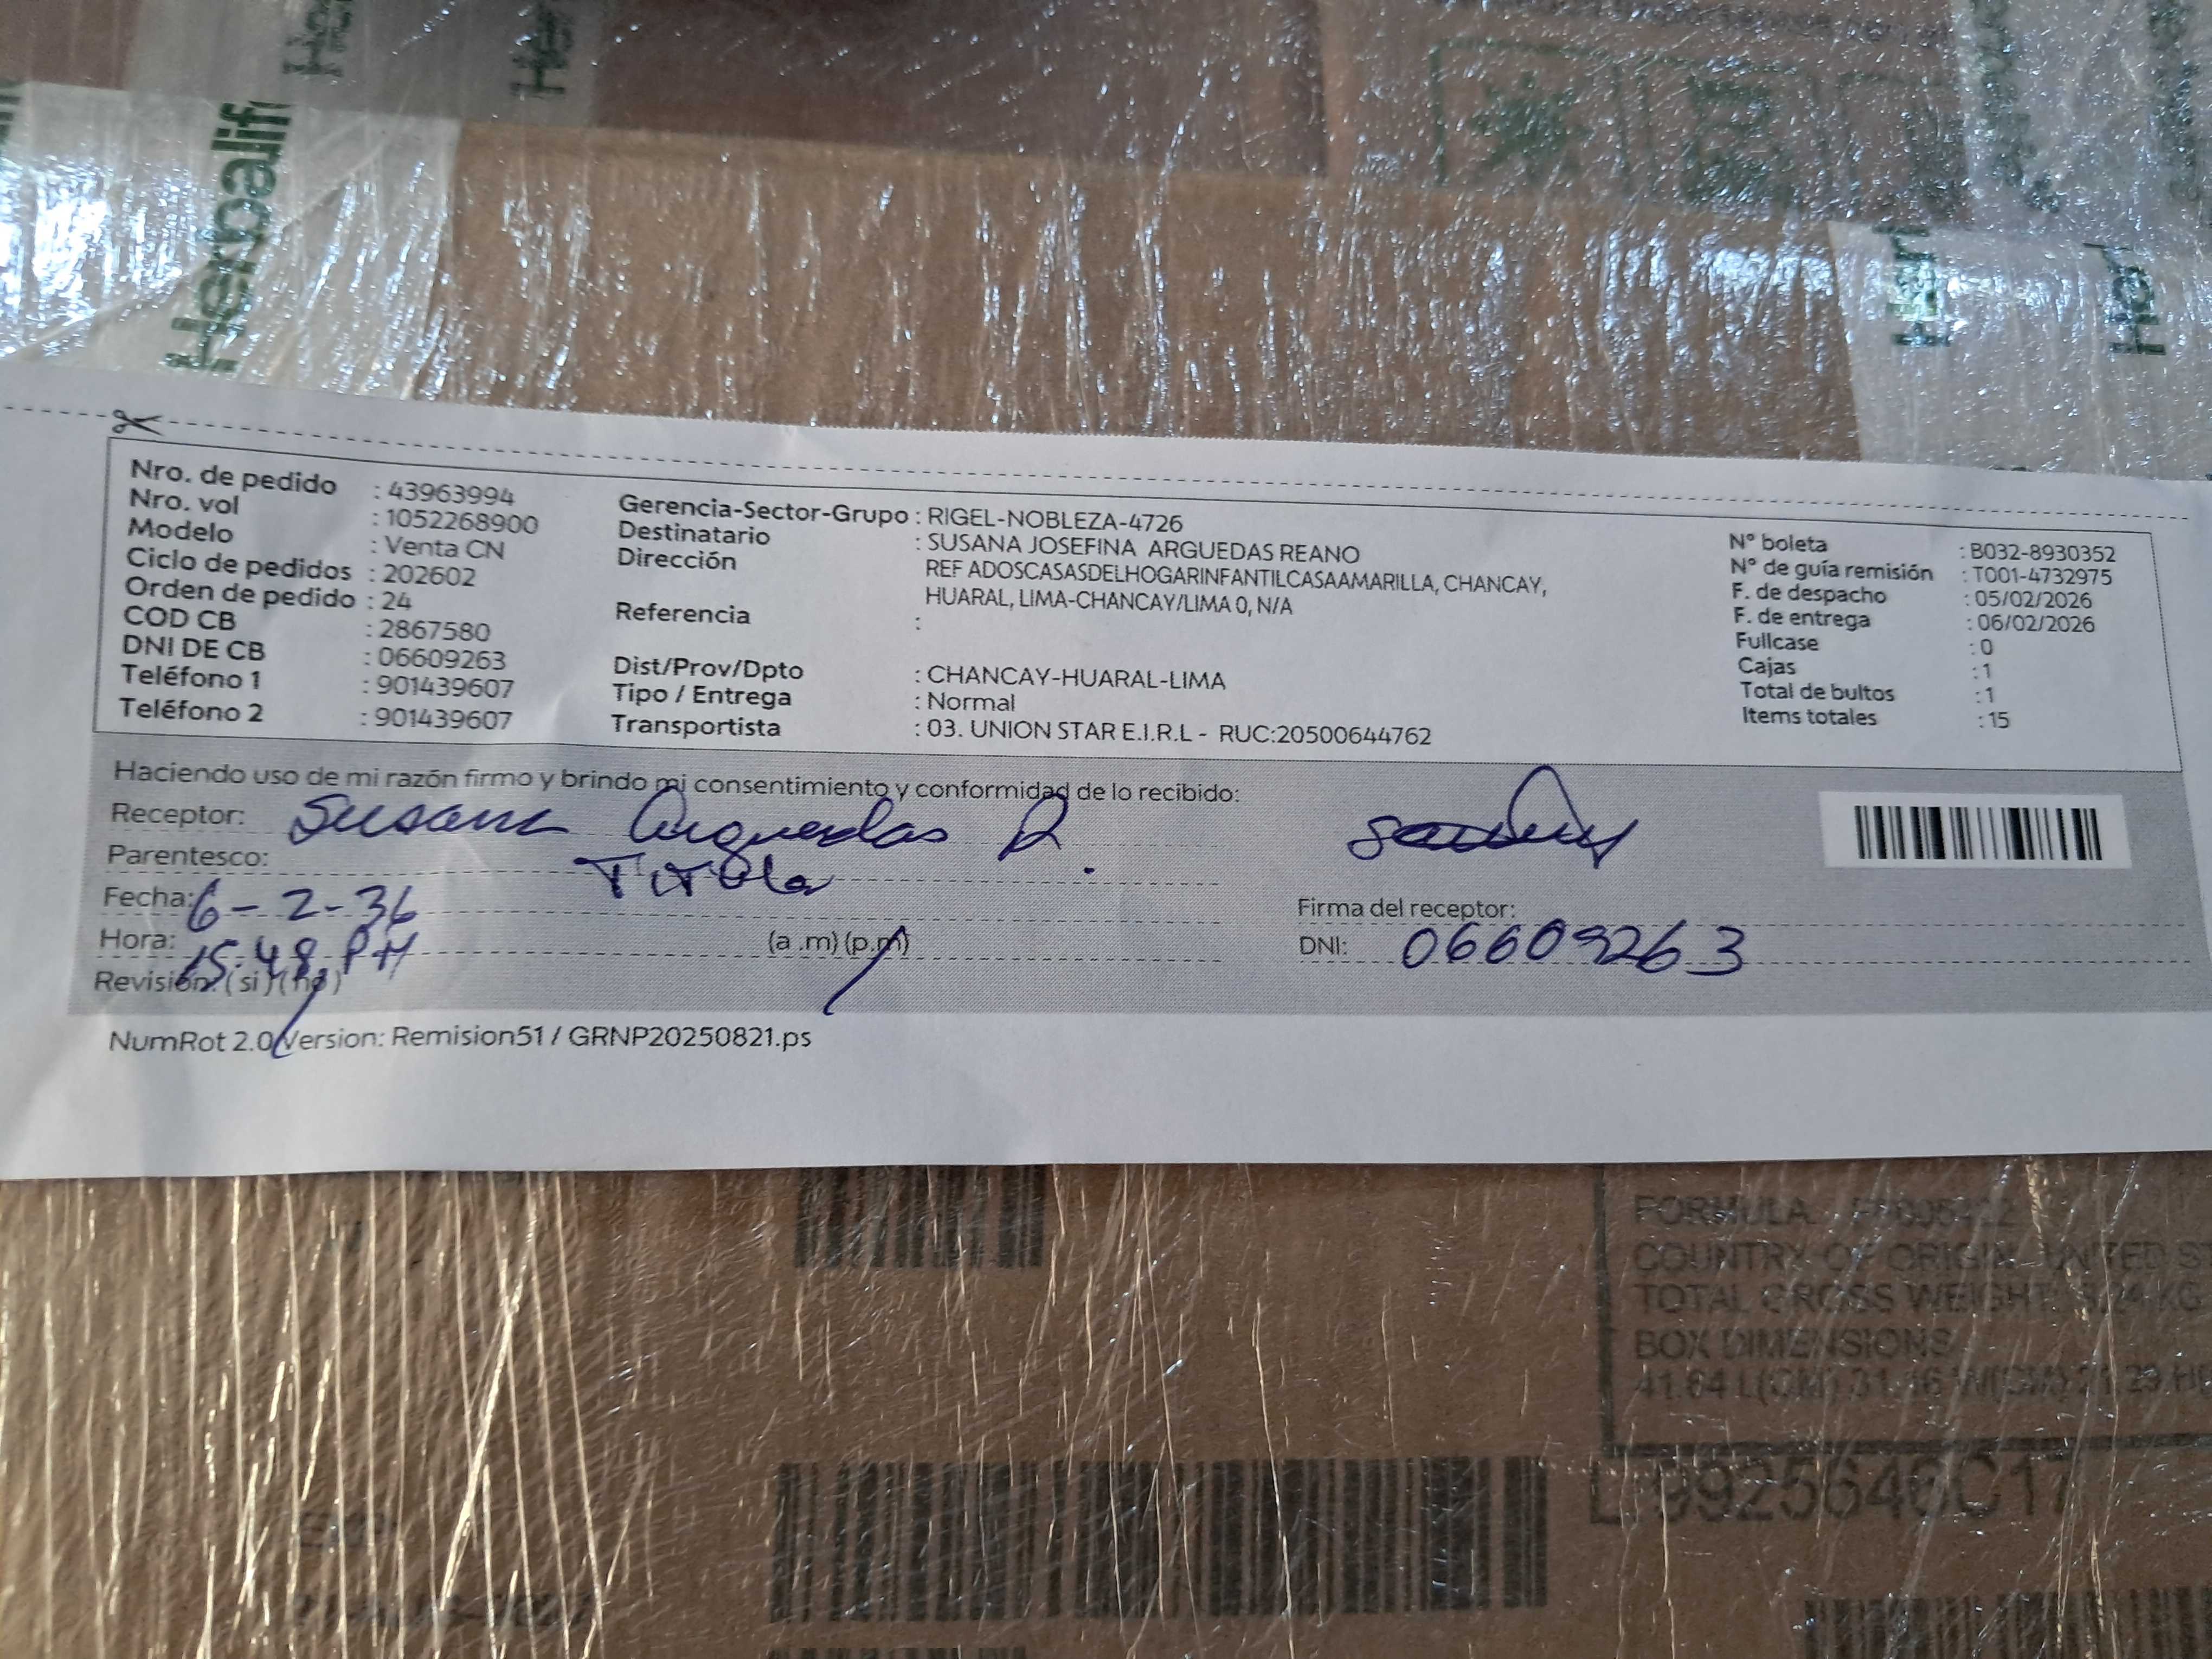 Herbalife
Nro. de pedido : 43963994
Nro. vol : 1052268900
Modelo : Venta CN
Ciclo de pedidos : 202602
Orden de pedido : 24
COD CB : 2867580
DNI DE CB : 06609263
Teléfono 1 : 901439607
Teléfono 2 : 901439607
Gerencia-Sector-Grupo : RIGEL-NOBLEZA-4726
Destinatario : SUSANA JOSEFINA ARGUEDAS REANO
Dirección REF ADOSCASASDELHOGARINFANTILCASAAMARILLA, CHANCAY,
HUARAL, LIMA-CHANCAY/LIMA 0, N/A
Referencia :
Dist/Prov/Dpto : CHANCAY-HUARAL-LIMA
Tipo / Entrega : Normal
Transportista : 03. UNION STAR E.I.R.L - RUC:20500644762
N° boleta : B032-8930352
N° de guía remisión : T001-4732975
F. de despacho : 05/02/2026
F. de entrega : 06/02/2026
Fullcase : 0
Cajas : 1
Total de bultos : 1
Items totales : 15
Haciendo uso de mi razón firmo y brindo mi consentimiento y conformidad de lo recibido:
Receptor: Susana Arguedas R.
Parentesco: Titular
Fecha: 6-2-36
Hora: 15:48 PM (a .m) (p.m)
Revisión: (si) (no)
Firma del receptor:
DNI: 06609263
NumRot 2.0 Version: Remision51 / GRNP20250821.ps
FORMULA
COUNTRY OF ORIGIN: UNITED
TOTAL GROSS WEIGHT KG
BOX DIMENSIONS